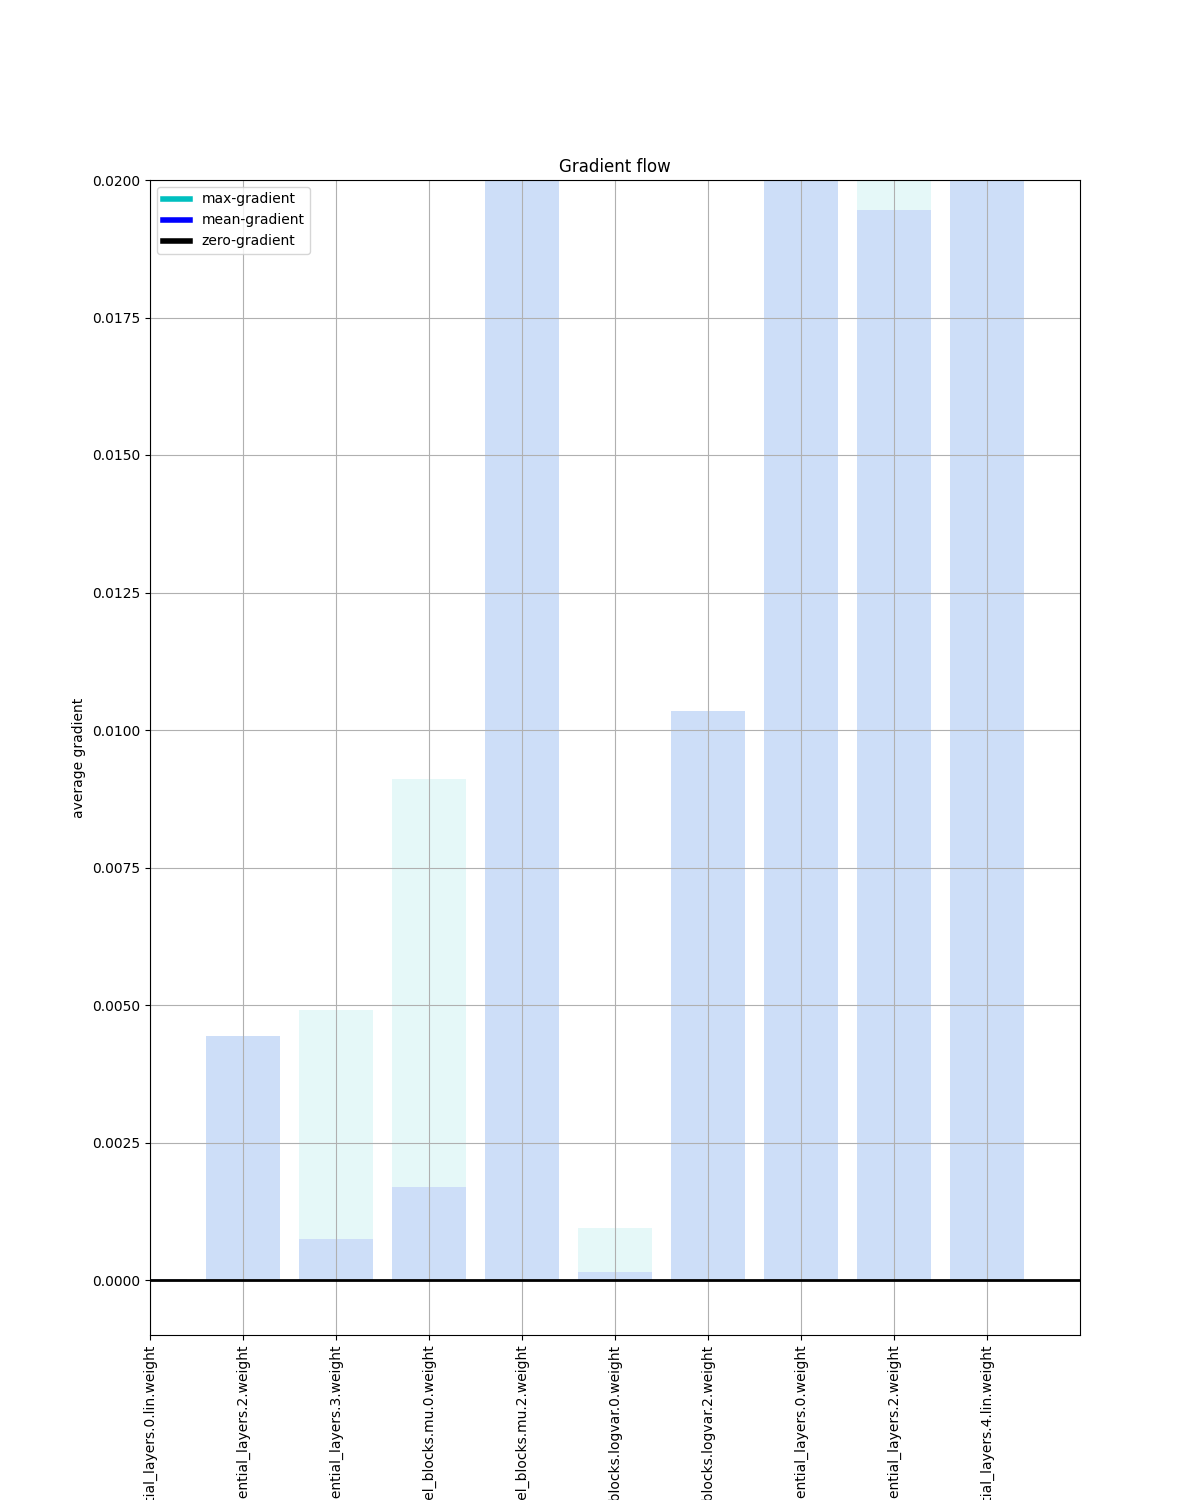 Gradient flow
max-gradient
mean-gradient
zero-gradient
average gradient
0.0200
0.0175
0.0150
0.0125
0.0100
0.0075
0.0050
0.0025
0.0000
tial_layers.0.lin.weight
ential_layers.2.weight
ential_layers.3.weight
el_blocks.mu.0.weight
el_blocks.mu.2.weight
blocks.logvar.0.weight
blocks.logvar.2.weight
ential_layers.0.weight
ential_layers.2.weight
tial_layers.4.lin.weight